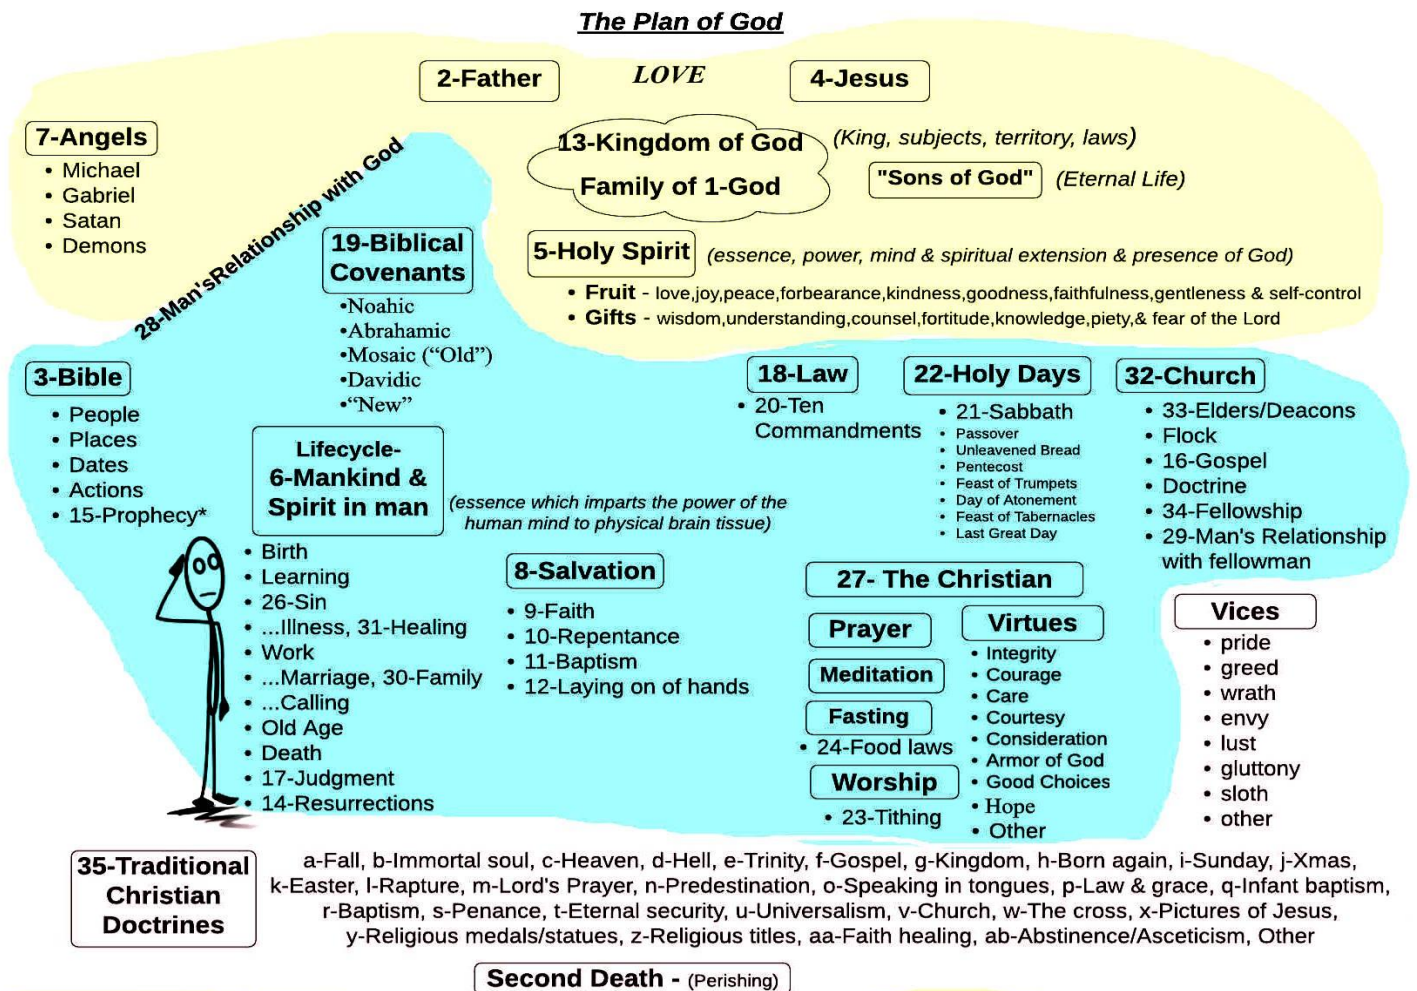 The Plan of God
2-Father
LOVE
4-Jesus
7-Angels
• Michael
• Gabriel
• Satan
• Demons
28-Man'sRelationship with God
13-Kingdom of God
Family of 1-God
(King, subjects, territory, laws)
"Sons of God"
(Eternal Life)
19-Biblical
Covenants
•Noahic
•Abrahamic
•Mosaic (“Old”)
•Davidic
•“New”
5-Holy Spirit
(essence, power, mind & spiritual extension & presence of God)
• Fruit - love,joy,peace,forbearance,kindness,goodness,faithfulness,gentleness & self-control
• Gifts - wisdom,understanding,counsel,fortitude,knowledge,piety,& fear of the Lord
3-Bible
• People
• Places
• Dates
• Actions
• 15-Prophecy*
Lifecycle-
6-Mankind &
Spirit in man
(essence which imparts the power of the
human mind to physical brain tissue)
• Birth
• Learning
• 26-Sin
• ...Illness, 31-Healing
• Work
• ...Marriage, 30-Family
• ...Calling
• Old Age
• Death
• 17-Judgment
• 14-Resurrections
8-Salvation
• 9-Faith
• 10-Repentance
• 11-Baptism
• 12-Laying on of hands
18-Law
• 20-Ten
Commandments
22-Holy Days
• 21-Sabbath
• Passover
• Unleavened Bread
• Pentecost
• Feast of Trumpets
• Day of Atonement
• Feast of Tabernacles
• Last Great Day
32-Church
• 33-Elders/Deacons
• Flock
• 16-Gospel
• Doctrine
• 34-Fellowship
• 29-Man's Relationship
with fellowman
27- The Christian
Prayer
Meditation
Fasting
• 24-Food laws
Worship
• 23-Tithing
Virtues
• Integrity
• Courage
• Care
• Courtesy
• Consideration
• Armor of God
• Good Choices
• Hope
• Other
Vices
• pride
• greed
• wrath
• envy
• lust
• gluttony
• sloth
• other
35-Traditional
Christian
Doctrines
a-Fall, b-Immortal soul, c-Heaven, d-Hell, e-Trinity, f-Gospel, g-Kingdom, h-Born again, i-Sunday, j-Xmas,
k-Easter, l-Rapture, m-Lord's Prayer, n-Predestination, o-Speaking in tongues, p-Law & grace, q-Infant baptism,
r-Baptism, s-Penance, t-Eternal security, u-Universalism, v-Church, w-The cross, x-Pictures of Jesus,
y-Religious medals/statues, z-Religious titles, aa-Faith healing, ab-Abstinence/Asceticism, Other
Second Death - (Perishing)